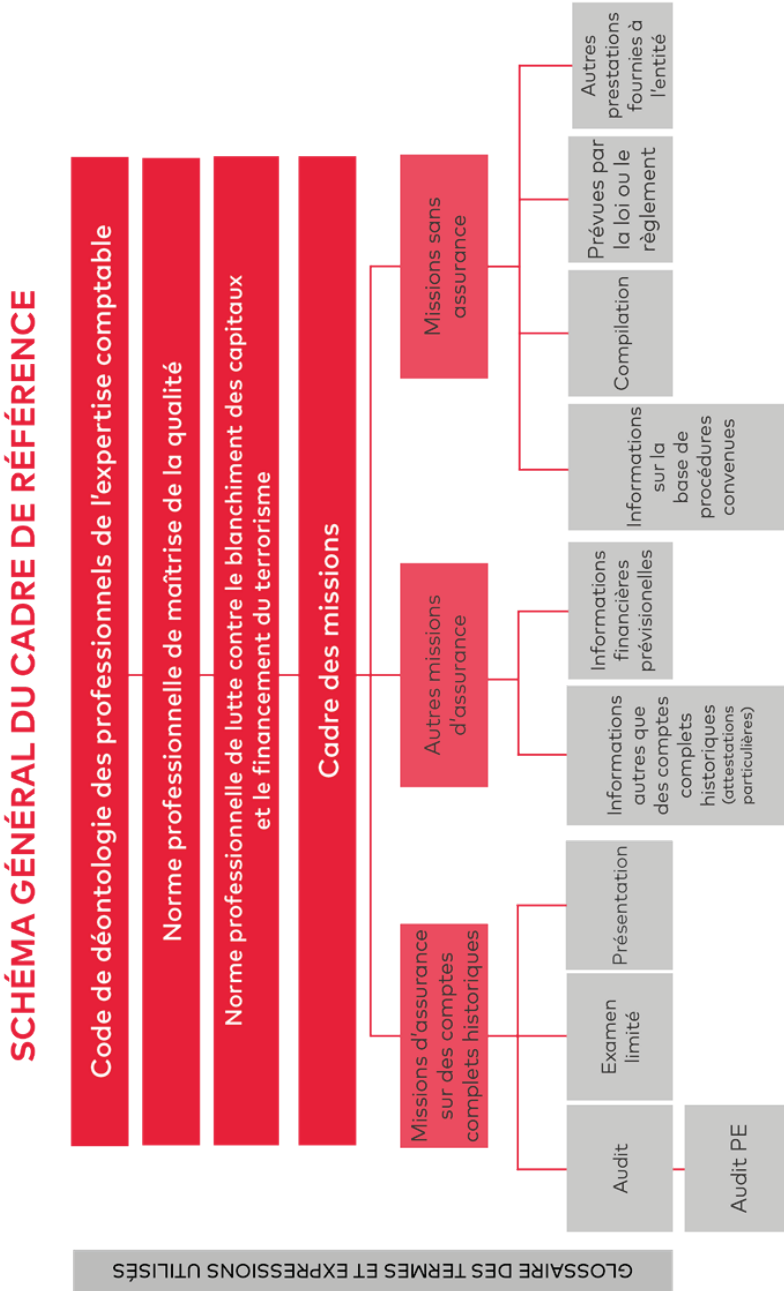 SCHÉMA GÉNÉRAL DU CADRE DE RÉFÉRENCE
Code de déontologie des professionnels de l'expertise comptable
Norme professionnelle de maîtrise de la qualité
Norme professionnelle de lutte contre le blanchiment des capitaux
et le financement du terrorisme
Cadre des missions
Missions d'assurance
sur des comptes
complets historiques
Autres missions
d'assurance
Missions sans
assurance
Audit
Examen
limité
Présentation
Informations
autres que
des comptes
complets
historiques
(attestations
particulières)
Informations
financières
prévisionelles
Informations
sur la
base de
procédures
convenues
Compilation
Prévues par
la loi ou le
règlement
Autres
prestations
fournies à
l'entité
Audit PE
GLOSSAIRE DES TERMES ET EXPRESSIONS UTILISÉS